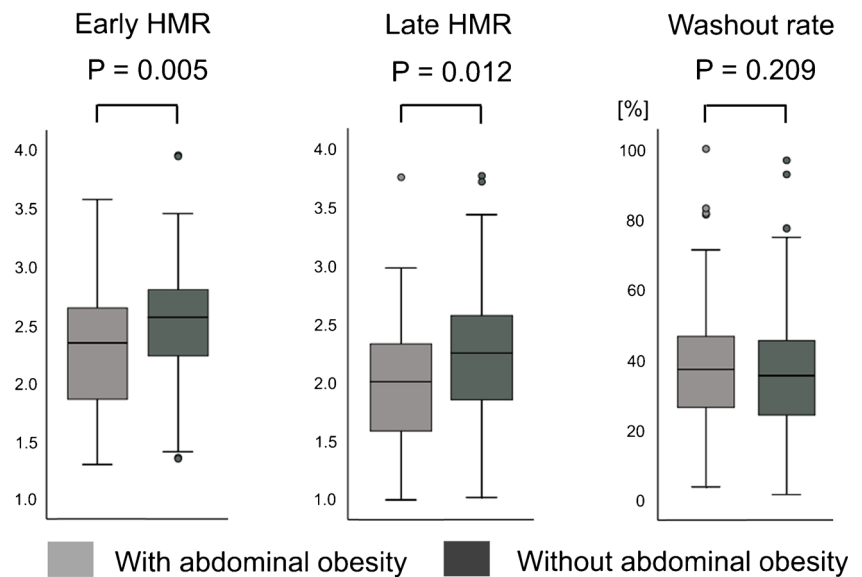 Early HMR
P = 0.005
4.0
3.5
3.0
2.5
2.0
1.5
1.0
Late HMR
P = 0.012
4.0
3.5
3.0
2.5
2.0
1.5
1.0
Washout rate
P = 0.209
[%]
100
80
60
40
20
0
With abdominal obesity
Without abdominal obesity